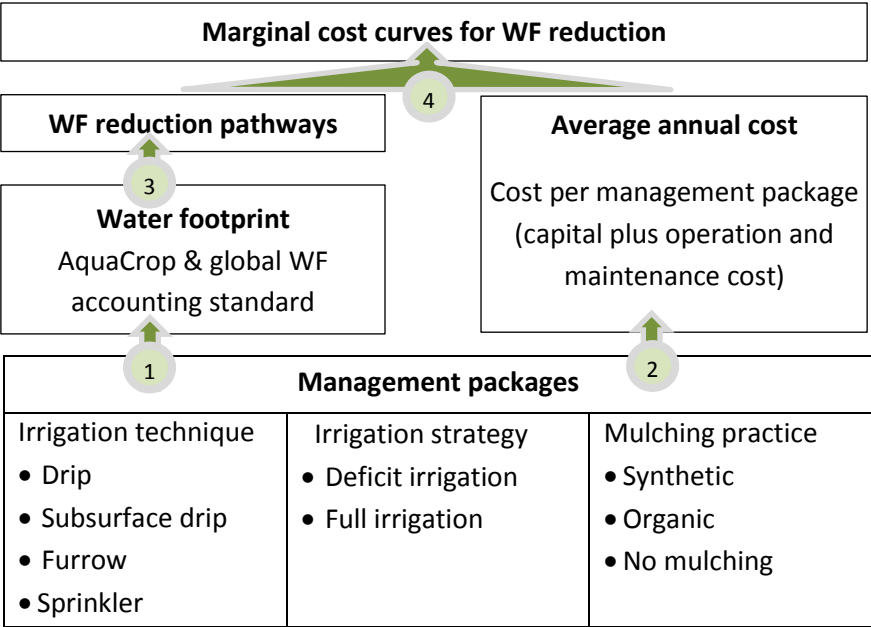 Marginal cost curves for WF reduction
4
WF reduction pathways
3
Water footprint
AquaCrop & global WF
accounting standard
Average annual cost
Cost per management package
(capital plus operation and
maintenance cost)
1
2
Management packages
Irrigation technique
• Drip
• Subsurface drip
• Furrow
• Sprinkler
Irrigation strategy
• Deficit irrigation
• Full irrigation
Mulching practice
• Synthetic
• Organic
• No mulching